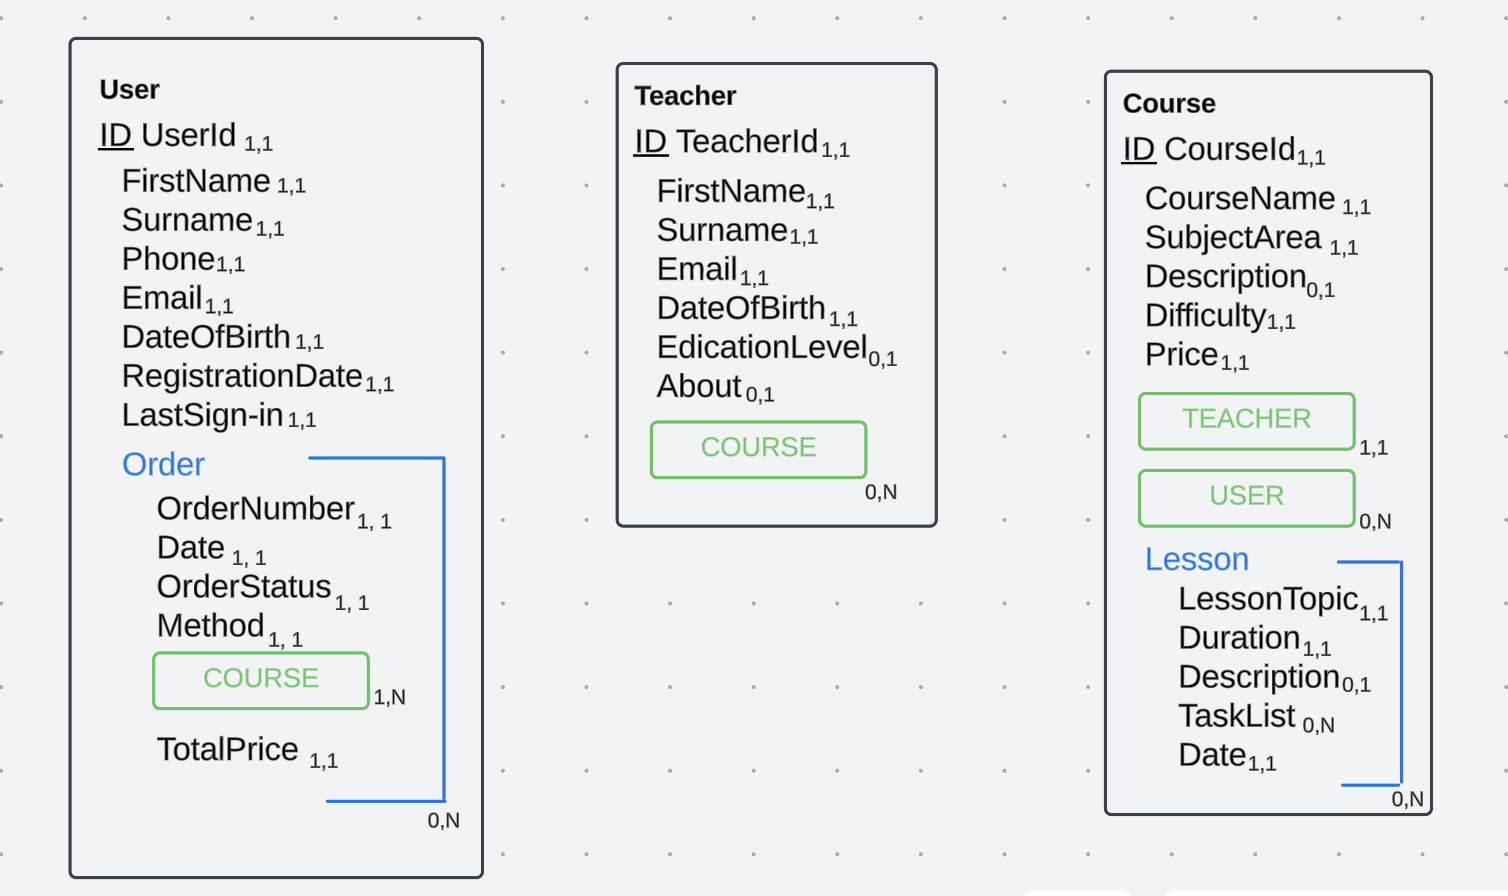 User
ID UserId 1,1
FirstName 1,1
Surname 1,1
Phone 1,1
Email 1,1
DateOfBirth 1,1
RegistrationDate 1,1
LastSign-in 1,1
Order
OrderNumber 1, 1
Date 1, 1
OrderStatus 1, 1
Method 1, 1
COURSE 1,N
TotalPrice 1,1
0,N
Teacher
ID TeacherId 1,1
FirstName 1,1
Surname 1,1
Email 1,1
DateOfBirth 1,1
EdicationLevel 0,1
About 0,1
COURSE
0,N
Course
ID CourseId 1,1
CourseName 1,1
SubjectArea 1,1
Description 0,1
Difficulty 1,1
Price 1,1
TEACHER 1,1
USER 0,N
Lesson
LessonTopic 1,1
Duration 1,1
Description 0,1
TaskList 0,N
Date 1,1
0,N